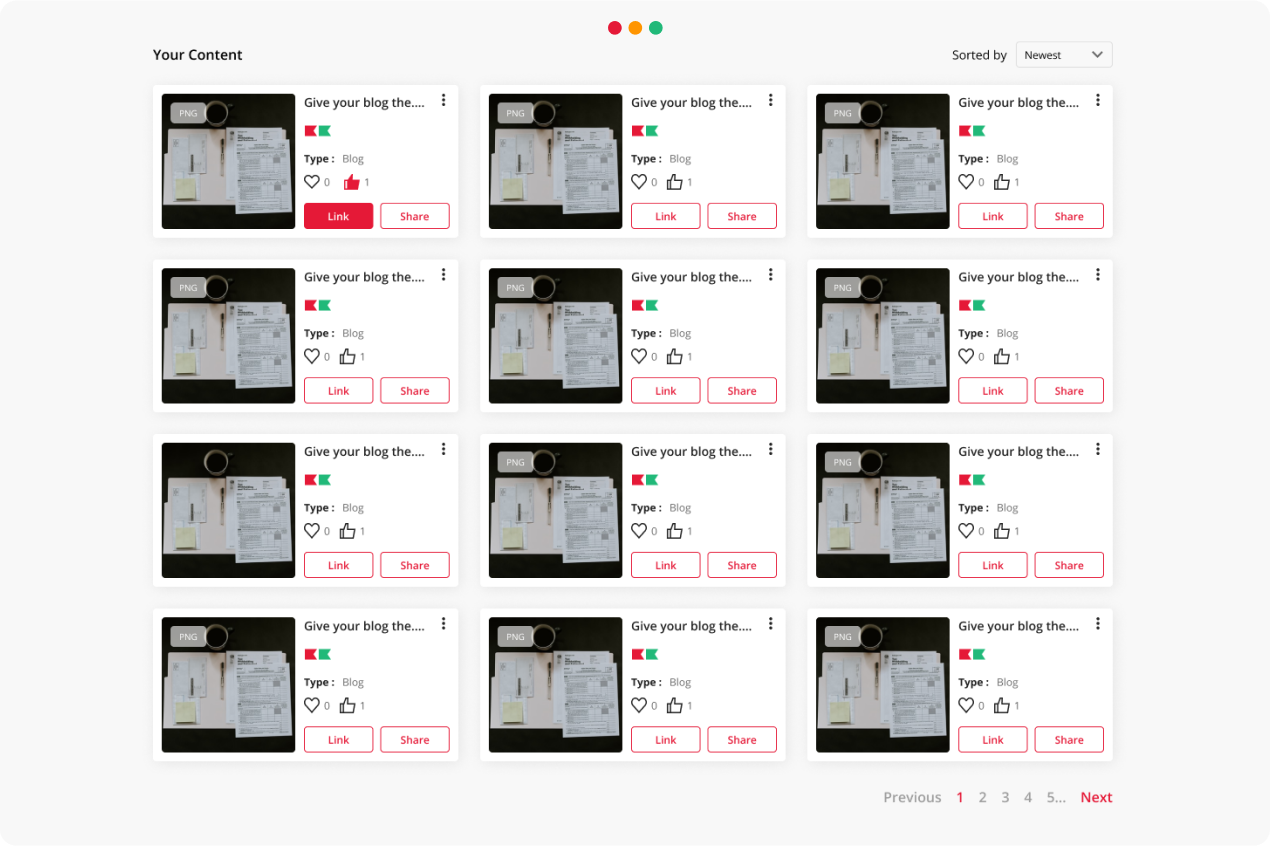 Your Content
Sorted by Newest
PNG Give your blog the....
Type : Blog
0 1
Link Share
PNG Give your blog the....
Type : Blog
0 1
Link Share
PNG Give your blog the....
Type : Blog
0 1
Link Share
PNG Give your blog the....
Type : Blog
0 1
Link Share
PNG Give your blog the....
Type : Blog
0 1
Link Share
PNG Give your blog the....
Type : Blog
0 1
Link Share
Give your blog the....
Type : Blog
0 1
Link Share
PNG Give your blog the....
Type : Blog
0 1
Link Share
PNG Give your blog the....
Type : Blog
0 1
Link Share
PNG Give your blog the....
Type : Blog
0 1
Link Share
PNG Give your blog the....
Type : Blog
0 1
Link Share
PNG Give your blog the....
Type : Blog
0 1
Link Share
Previous 1 2 3 4 5... Next